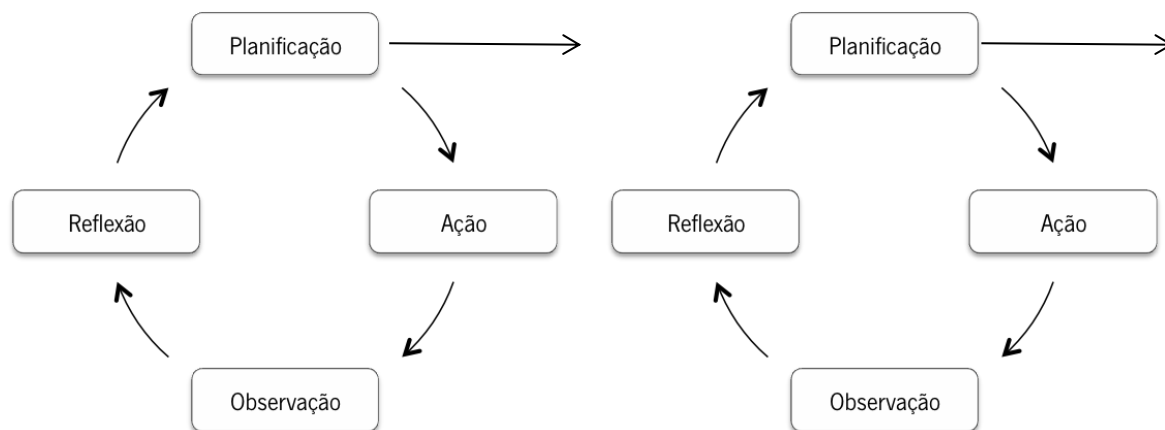 Planificação
Planificação
Reflexão
Ação
Reflexão
Ação
Observação
Observação